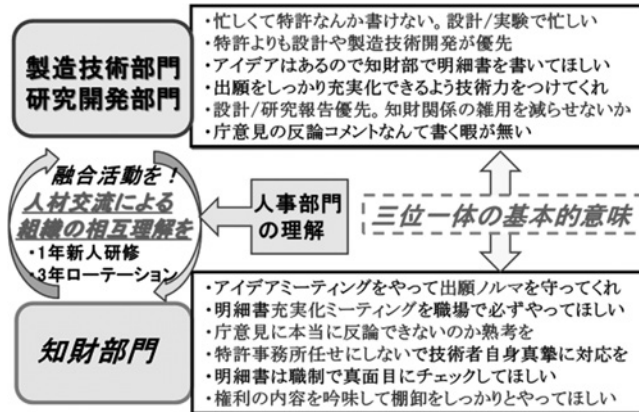 製造技術部門
研究開発部門
・忙しくて特許なんか書けない。設計/実験で忙しい
・特許よりも設計や製造技術開発が優先
・アイデアはあるので知財部で明細書を書いてほしい
・出願をしっかり充実化できるよう技術力をつけてくれ
・設計/研究報告優先。知財関係の雑用を減らせないか
・庁意見の反論コメントなんて書く暇が無い
融合活動を！
人材交流による
組織の相互理解を
・1年新人研修
・3年ローテーション
人事部門
の理解
三位一体の基本的意味
知財部門
・アイデアミーティングをやって出願ノルマを守ってくれ
・明細書充実化ミーティングを職場で必ずやってほしい
・庁意見に本当に反論できないのか熟考を
・特許事務所任せにしないで技術者自身真摯に対応を
・明細書は職制で真面目にチェックしてほしい
・権利の内容を吟味して棚卸をしっかりとやってほしい